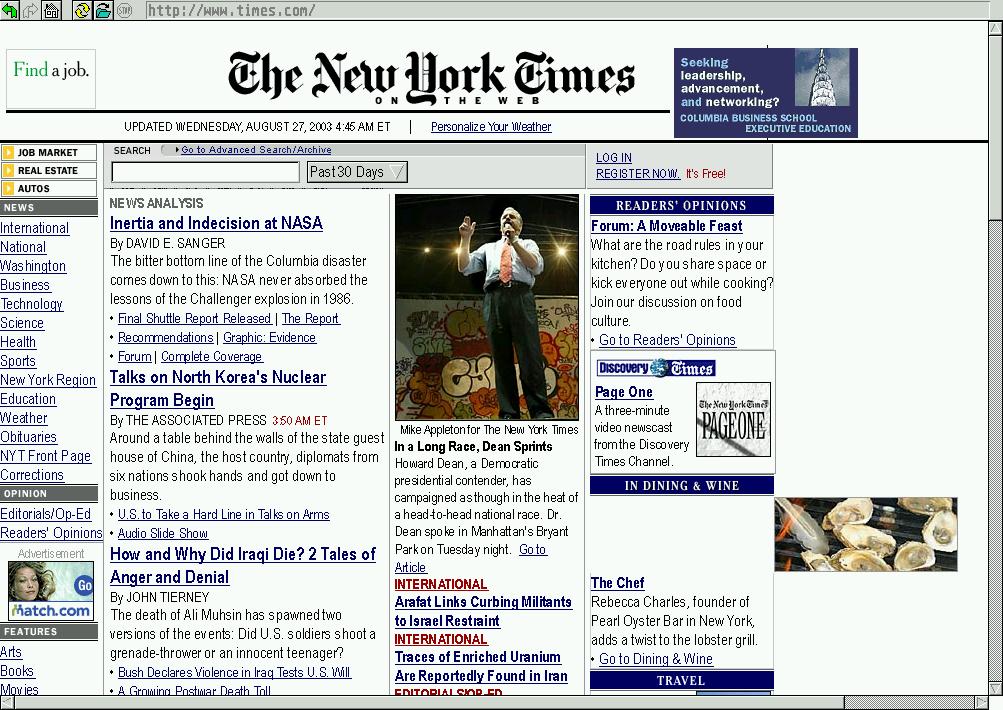 http://www.times.com/
Find a job.
The New York Times
ON THE WEB
Seeking
leadership,
advancement,
and networking?
COLUMBIA BUSINESS SCHOOL
EXECUTIVE EDUCATION
UPDATED WEDNESDAY, AUGUST 27, 2003 4:45 AM ET | Personalize Your Weather
JOB MARKET
REAL ESTATE
AUTOS
NEWS
International
National
Washington
Business
Technology
Science
Health
Sports
New York Region
Education
Weather
Obituaries
NYT Front Page
Corrections
OPINION
Editorials/Op-Ed
Readers' Opinions
Advertisement
Go
match.com
FEATURES
Arts
Books
Movies
SEARCH Go to Advanced Search/Archive
Past 30 Days
LOG IN
REGISTER NOW. It's Free!
NEWS ANALYSIS
Inertia and Indecision at NASA
By DAVID E. SANGER
The bitter bottom line of the Columbia disaster
comes down to this: NASA never absorbed the
lessons of the Challenger explosion in 1986.
• Final Shuttle Report Released | The Report
• Recommendations | Graphic: Evidence
• Forum | Complete Coverage
Talks on North Korea's Nuclear
Program Begin
By THE ASSOCIATED PRESS 3:50 AM ET
Around a table behind the walls of the state guest
house of China, the host country, diplomats from
six nations shook hands and got down to
business.
• U.S. to Take a Hard Line in Talks on Arms
• Audio Slide Show
How and Why Did Iraqi Die? 2 Tales of
Anger and Denial
By JOHN TIERNEY
The death of Ali Muhsin has spawned two
versions of the events: Did U.S. soldiers shoot a
grenade-thrower or an innocent teenager?
• Bush Declares Violence in Iraq Tests U.S. Will
• A Growing Postwar Death Toll
Mike Appleton for The New York Times
In a Long Race, Dean Sprints
Howard Dean, a Democratic
presidential contender, has
campaigned as though in the heat of
a head-to-head national race. Dr.
Dean spoke in Manhattan's Bryant
Park on Tuesday night. Go to
Article
INTERNATIONAL
Arafat Links Curbing Militants
to Israel Restraint
INTERNATIONAL
Traces of Enriched Uranium
Are Reportedly Found in Iran
EDITORIALS/OP-ED
READERS' OPINIONS
Forum: A Moveable Feast
What are the road rules in your
kitchen? Do you share space or
kick everyone out while cooking?
Join our discussion on food
culture.
• Go to Readers' Opinions
Discovery Times
Page One
A three-minute
video newscast
from the Discovery
Times Channel.
The New York Times
PAGE ONE
IN DINING & WINE
The Chef
Rebecca Charles, founder of
Pearl Oyster Bar in New York,
adds a twist to the lobster grill.
• Go to Dining & Wine
TRAVEL